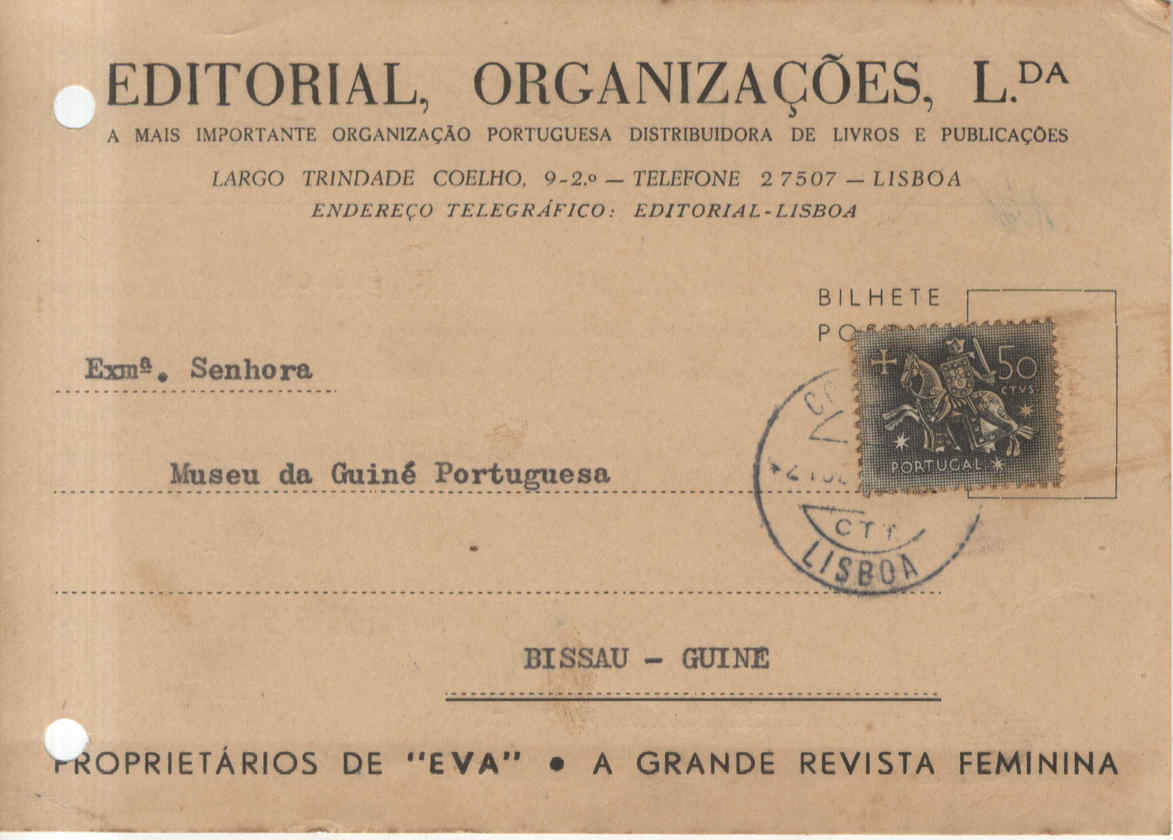 EDITORIAL, ORGANIZAÇÕES, L.DA
A MAIS IMPORTANTE ORGANIZAÇÃO PORTUGUESA DISTRIBUIDORA DE LIVROS E PUBLICAÇÕES
LARGO TRINDADE COELHO, 9-2.º — TELEFONE 27507 — LISBOA
ENDEREÇO TELEGRÁFICO: EDITORIAL-LISBOA
BILHETE
50
CTVS
PORTUGAL
Exmª. Senhora
Museu da Guiné Portuguesa
CTT
LISBOA
BISSAU - GUINE
PROPRIETÁRIOS DE "EVA" • A GRANDE REVISTA FEMININA